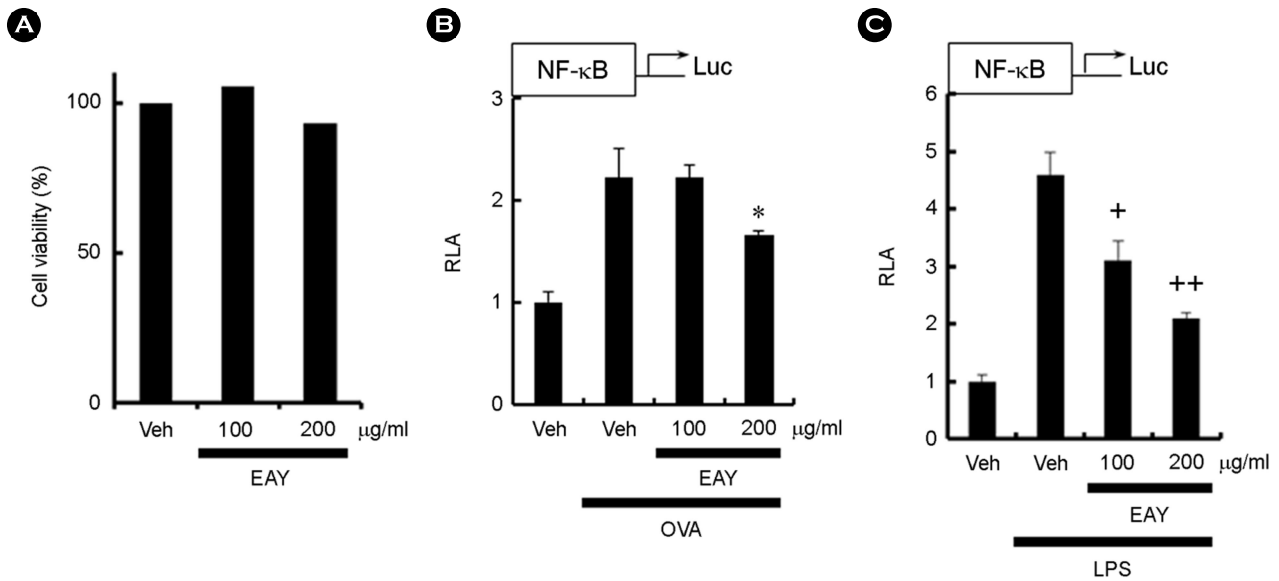 A
100
50
0
Cell viability (%)
Veh 100 200 μg/ml
EAY
B
NF-κB Luc
3
2
1
0
RLA
*
Veh Veh 100 200 μg/ml
EAY
OVA
C
NF-κB Luc
6
5
4
3
2
1
0
RLA
+
++
Veh Veh 100 200 μg/ml
EAY
LPS